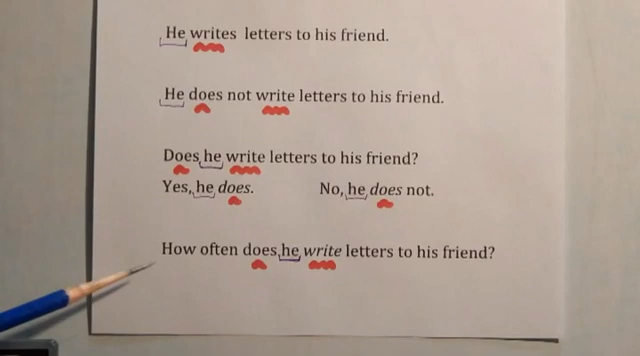 He writes letters to his friend.
He does not write letters to his friend.
Does he write letters to his friend?
Yes, he does. No, he does not.
How often does he write letters to his friend?